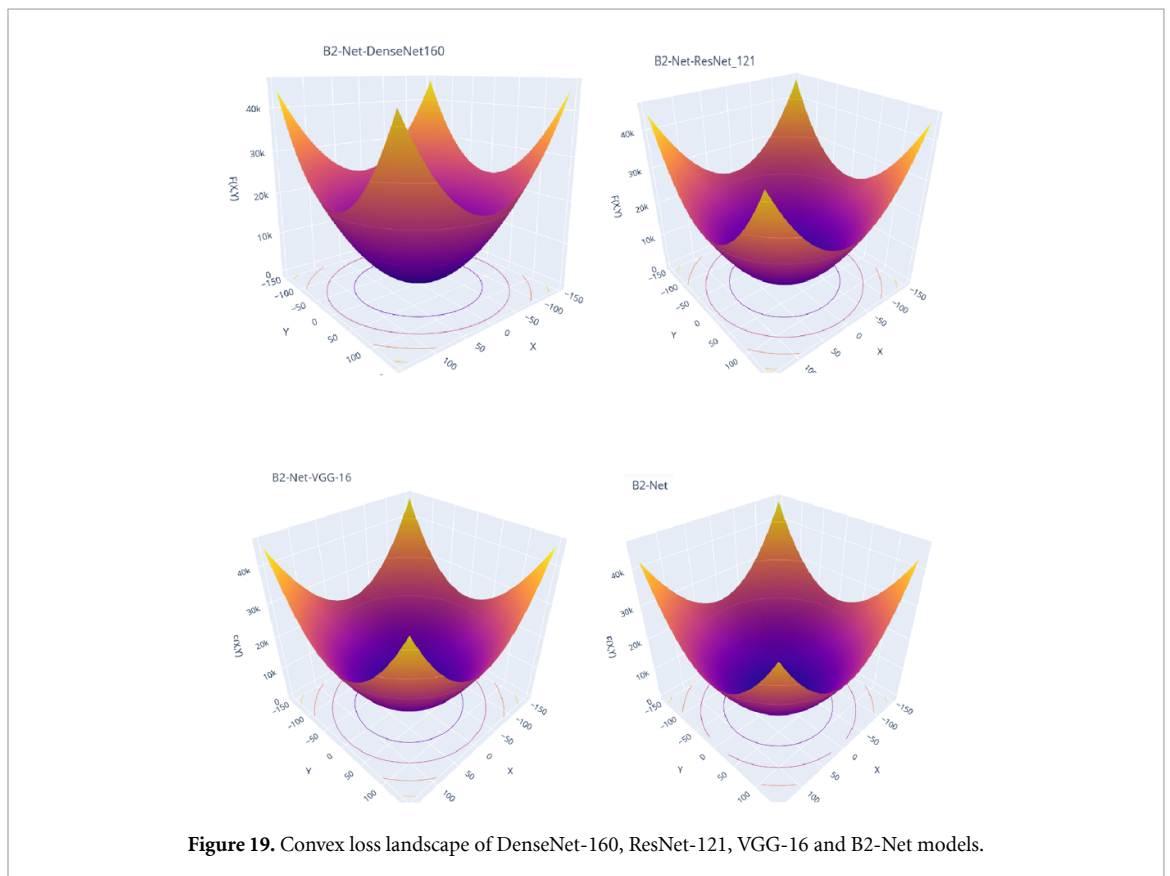 B2-Net-DenseNet160
40k
30k
20k
10k
0
F(X,Y)
−150
−100
−50
0
50
100
Y
−150
−100
−50
0
50
100
X
B2-Net-ResNet_121
40k
30k
20k
10k
0
F(X,Y)
−150
−100
−50
0
50
100
Y
−150
−100
−50
0
50
X
B2-Net-VGG-16
40k
30k
20k
10k
0
−150
−100
−50
0
50
100
Y
−150
−100
−50
0
50
100
X
B2-Net
40k
30k
20k
10k
0
−150
−100
−50
0
50
100
Y
−150
−100
−50
0
50
X
Figure 19. Convex loss landscape of DenseNet-160, ResNet-121, VGG-16 and B2-Net models.